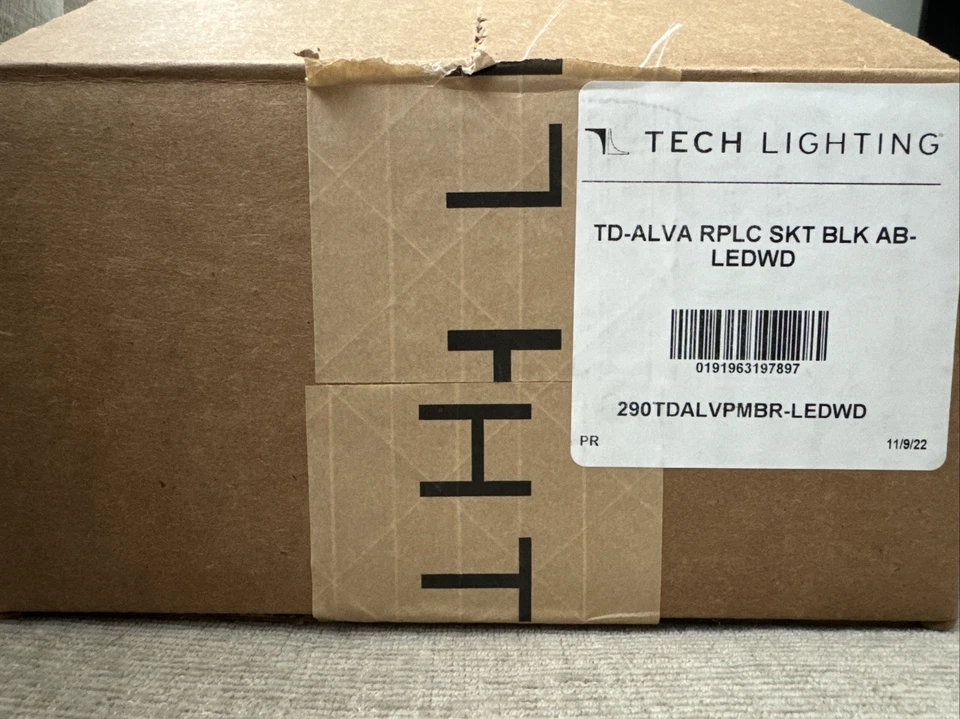 TECH LIGHTING
TD-ALVA RPLC SKT BLK AB-
LEDWD
0191963197897
290TDALVPMBR-LEDWD
PR 11/9/22
L
H
T